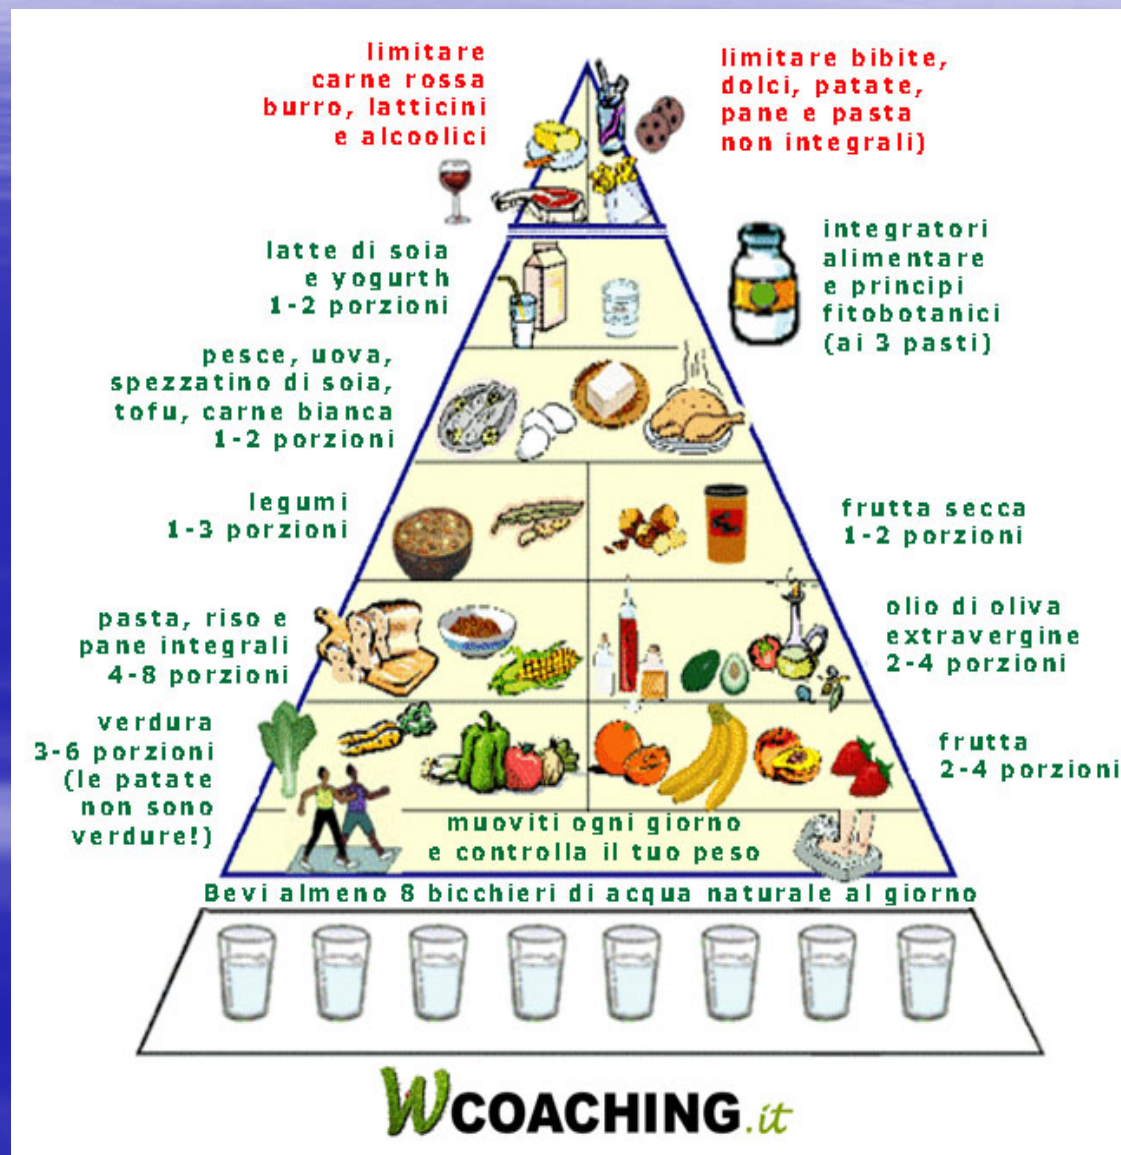 limitare
carne rossa
burro, latticini
e alcoolici
limitare bibite,
dolci, patate,
pane e pasta
non integrali)
latte di soia
e yogurth
1-2 porzioni
integratori
alimentare
e principi
fitobotanici
(ai 3 pasti)
pesce, uova,
spezzatino di soia,
tofu, carne bianca
1-2 porzioni
legumi
1-3 porzioni
frutta secca
1-2 porzioni
pasta, riso e
pane integrali
4-8 porzioni
olio di oliva
extravergine
2-4 porzioni
verdura
3-6 porzioni
(le patate
non sono
verdure!)
frutta
2-4 porzioni
muoviti ogni giorno
e controlla il tuo peso
Bevi almeno 8 bicchieri di acqua naturale al giorno
WCOACHING.it